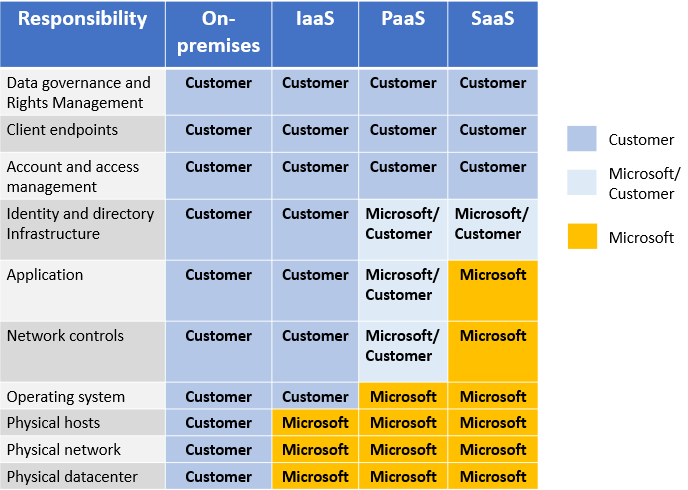 Responsibility On-premises IaaS PaaS SaaS
Data governance and Rights Management Customer Customer Customer Customer
Client endpoints Customer Customer Customer Customer
Account and access management Customer Customer Customer Customer
Identity and directory Infrastructure Customer Customer Microsoft/Customer Microsoft/Customer
Application Customer Customer Microsoft/Customer Microsoft
Network controls Customer Customer Microsoft/Customer Microsoft
Operating system Customer Customer Microsoft Microsoft
Physical hosts Customer Microsoft Microsoft Microsoft
Physical network Customer Microsoft Microsoft Microsoft
Physical datacenter Customer Microsoft Microsoft Microsoft
Customer
Microsoft/
Customer
Microsoft